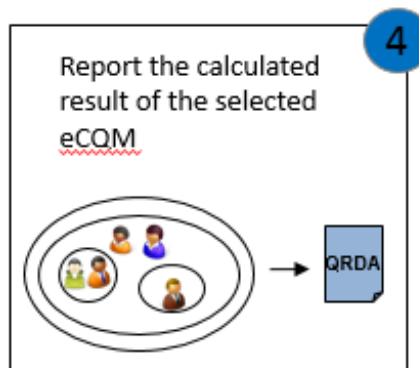 4
Report the calculated
result of the selected
eCQM
QRDA